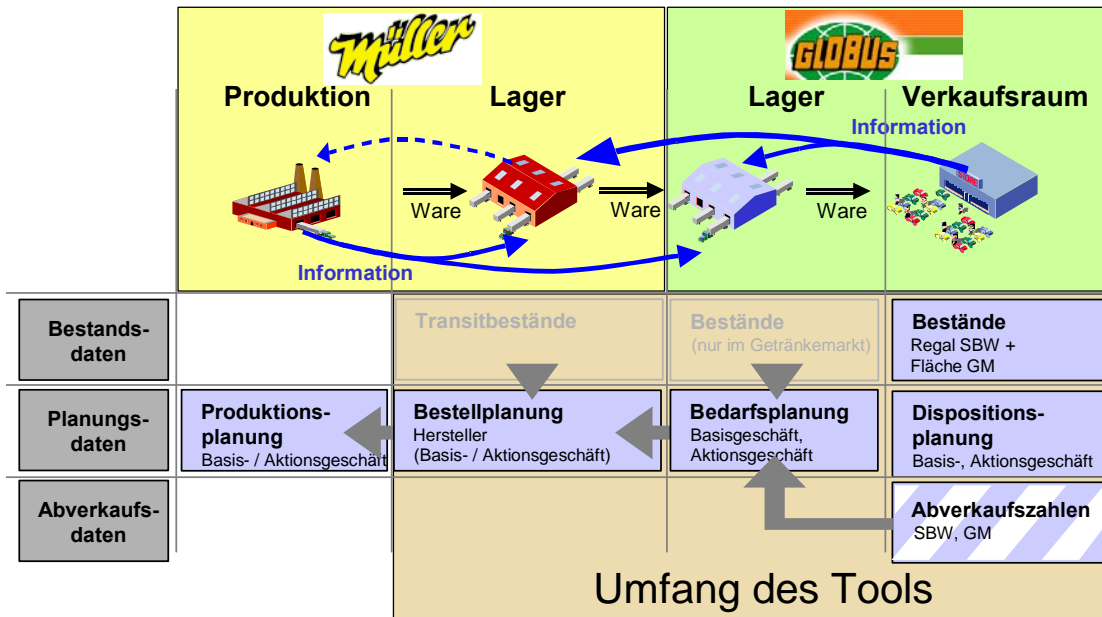 Müller
GLOBUS
Produktion
Lager
Lager
Verkaufsraum
Information
STORE
Ware
Ware
Ware
Information
Bestands-
daten
Transitbestände
Bestände
(nur im Getränkemarkt)
Bestände
Regal SBW +
Fläche GM
Planungs-
daten
Produktions-
planung
Basis- / Aktionsgeschäft
Bestellplanung
Hersteller
(Basis- / Aktionsgeschäft)
Bedarfsplanung
Basisgeschäft,
Aktionsgeschäft
Dispositions-
planung
Basis-, Aktionsgeschäft
Abverkaufs-
daten
Abverkaufszahlen
SBW, GM
Umfang des Tools